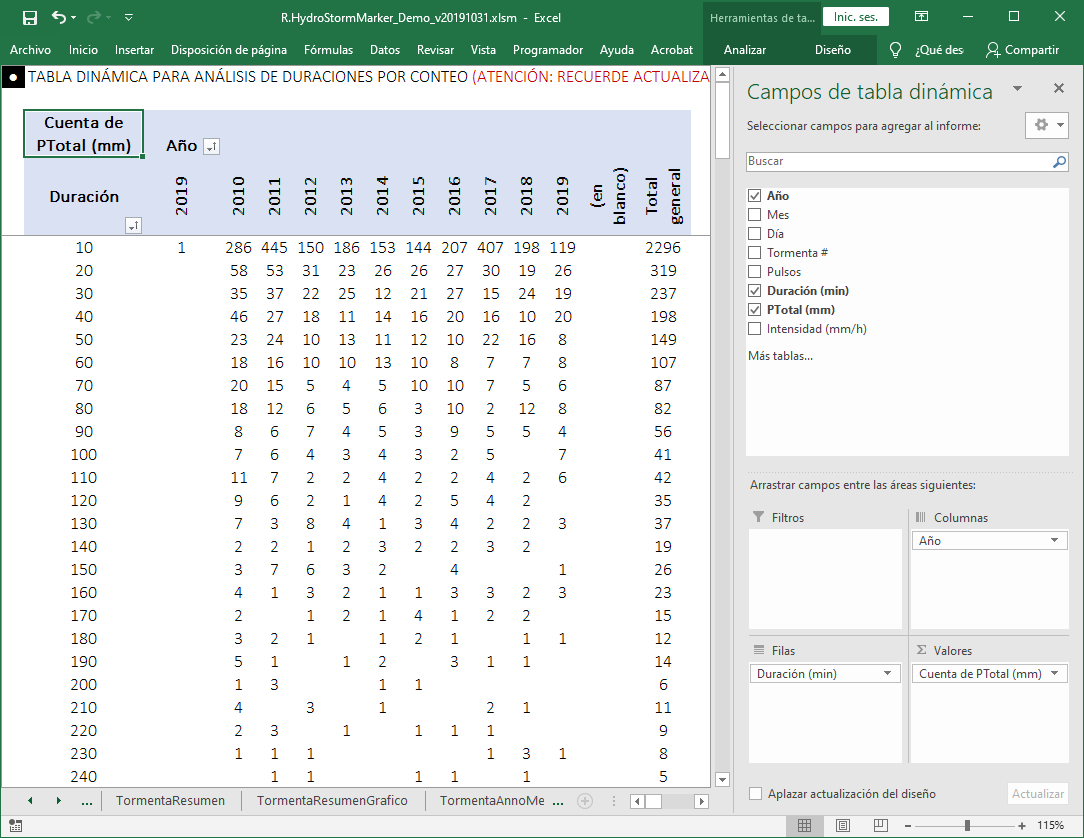 R.HydroStormMarker_Demo_v20191031.xlsm - Excel
Herramientas de ta...
Inic. ses.
Archivo Inicio Insertar Disposición de página Fórmulas Datos Revisar Vista Programador Ayuda Acrobat Analizar Diseño ¿Qué des Compartir
TABLA DINÁMICA PARA ANÁLISIS DE DURACIONES POR CONTEO (ATENCIÓN: RECUERDE ACTUALIZA
Cuenta de
PTotal (mm) Año
Duración 2019 2010 2011 2012 2013 2014 2015 2016 2017 2018 2019 (en blanco) Total general
10 1 286 445 150 186 153 144 207 407 198 119 2296
20 58 53 31 23 26 26 27 30 19 26 319
30 35 37 22 25 12 21 27 15 24 19 237
40 46 27 18 11 14 16 20 16 10 20 198
50 23 24 10 13 11 12 10 22 16 8 149
60 18 16 10 10 13 10 8 7 7 8 107
70 20 15 5 4 5 10 10 7 5 6 87
80 18 12 6 5 6 3 10 2 12 8 82
90 8 6 7 4 5 3 9 5 5 4 56
100 7 6 4 3 4 3 2 5 7 41
110 11 7 2 2 4 2 2 4 2 6 42
120 9 6 2 1 4 2 5 4 2 35
130 7 3 8 4 1 3 4 2 2 3 37
140 2 2 1 2 3 2 2 3 2 19
150 3 7 6 3 2 4 1 26
160 4 1 3 2 1 1 3 3 2 3 23
170 2 1 2 1 4 1 2 2 15
180 3 2 1 1 2 1 1 1 12
190 5 1 1 2 3 1 1 14
200 1 3 1 1 6
210 4 3 1 2 1 11
220 2 3 1 1 1 1 9
230 1 1 1 1 3 1 8
240 1 1 1 1 1 5
... TormentaResumen TormentaResumenGrafico TormentaAnnoMe ...
Campos de tabla dinámica
Seleccionar campos para agregar al informe:
Buscar
Año
Mes
Día
Tormenta #
Pulsos
Duración (min)
PTotal (mm)
Intensidad (mm/h)
Más tablas...
Arrastrar campos entre las áreas siguientes:
Filtros
Columnas
Año
Filas
Duración (min)
Σ Valores
Cuenta de PTotal (mm)
Aplazar actualización del diseño
Actualizar
115%